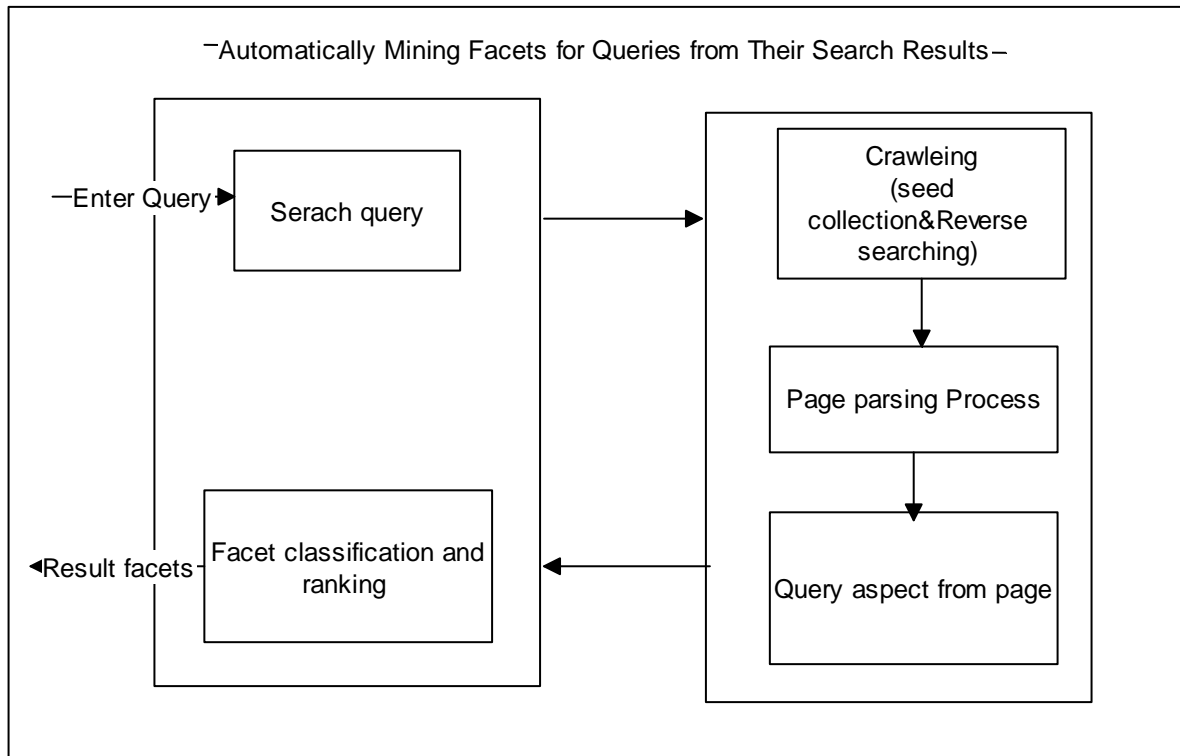 Automatically Mining Facets for Queries from Their Search Results
Enter Query
Serach query
Crawleing
(seed
collection&Reverse
searching)
Page parsing Process
Query aspect from page
Facet classification and
ranking
Result facets